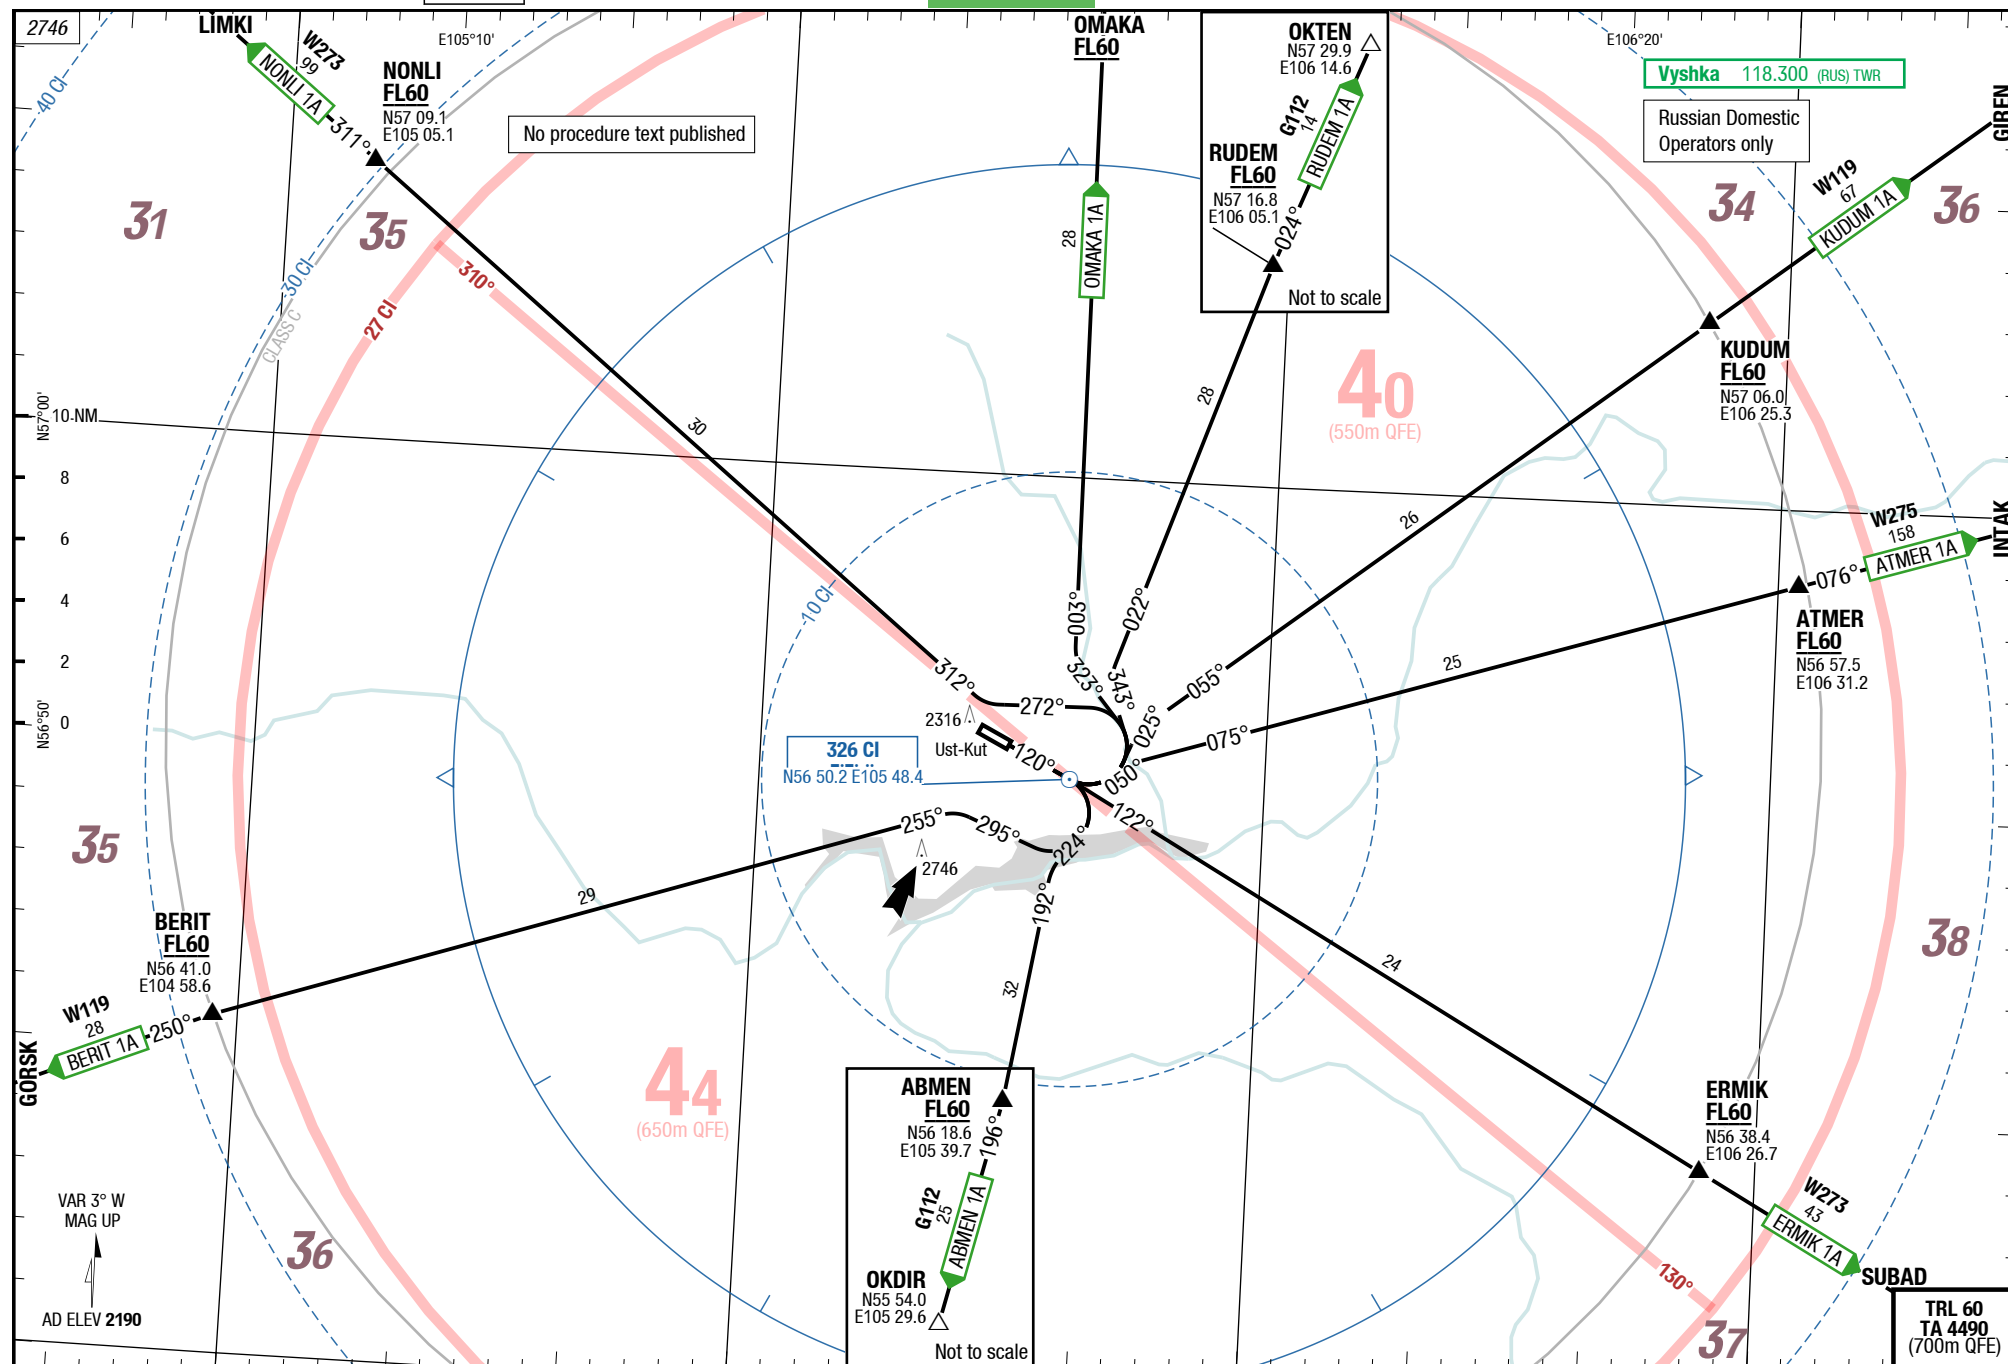 2746
LIMKI
W273
99
NONLI 1A
311°
E105°10'
NONLI
FL60
N57 09.1
E105 05.1
No procedure text published
OMAKA
FL60
OMAKA 1A
28
OKTEN
N57 29.9
E106 14.6
G112
14
RUDEM 1A
RUDEM
FL60
N57 16.8
E106 05.1
024°
Not to scale
E106°20'
Vyshka 118.300 (RUS) TWR
Russian Domestic
Operators only
GIREN
W119
67
KUDUM 1A
40 CI
31
35
34
36
30 CI
CLASS C
27 CI
310°
KUDUM
FL60
N57 06.0
E106 25.3
40
(550m QFE)
28
30
26
N57°00'
10 NM
8
6
4
2
0
N56°50'
W275
158
ATMER 1A
INTAK
076°
ATMER
FL60
N56 57.5
E106 31.2
25
10 CI
003°
022°
323°
343°
055°
025°
075°
050°
312°
272°
2316
Ust-Kut
120°
326 CI
N56 50.2 E105 48.4
122°
255°
295°
224°
2746
192°
29
32
24
35
38
BERIT
FL60
N56 41.0
E104 58.6
W119
28
BERIT 1A
250°
GORSK
44
(650m QFE)
ABMEN
FL60
N56 18.6
E105 39.7
196°
G112
25
ABMEN 1A
OKDIR
N55 54.0
E105 29.6
Not to scale
ERMIK
FL60
N56 38.4
E106 26.7
W273
43
ERMIK 1A
SUBAD
130°
37
36
VAR 3° W
MAG UP
AD ELEV 2190
TRL 60
TA 4490
(700m QFE)